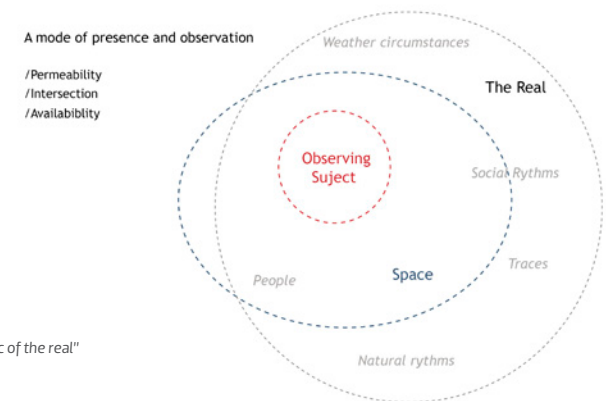 A mode of presence and observation
/Permeability
/Intersection
/Availabiblity
Weather circumstances
The Real
Observing
Suject
Social Rythms
Traces
People
Space
Natural rythms
of the real"